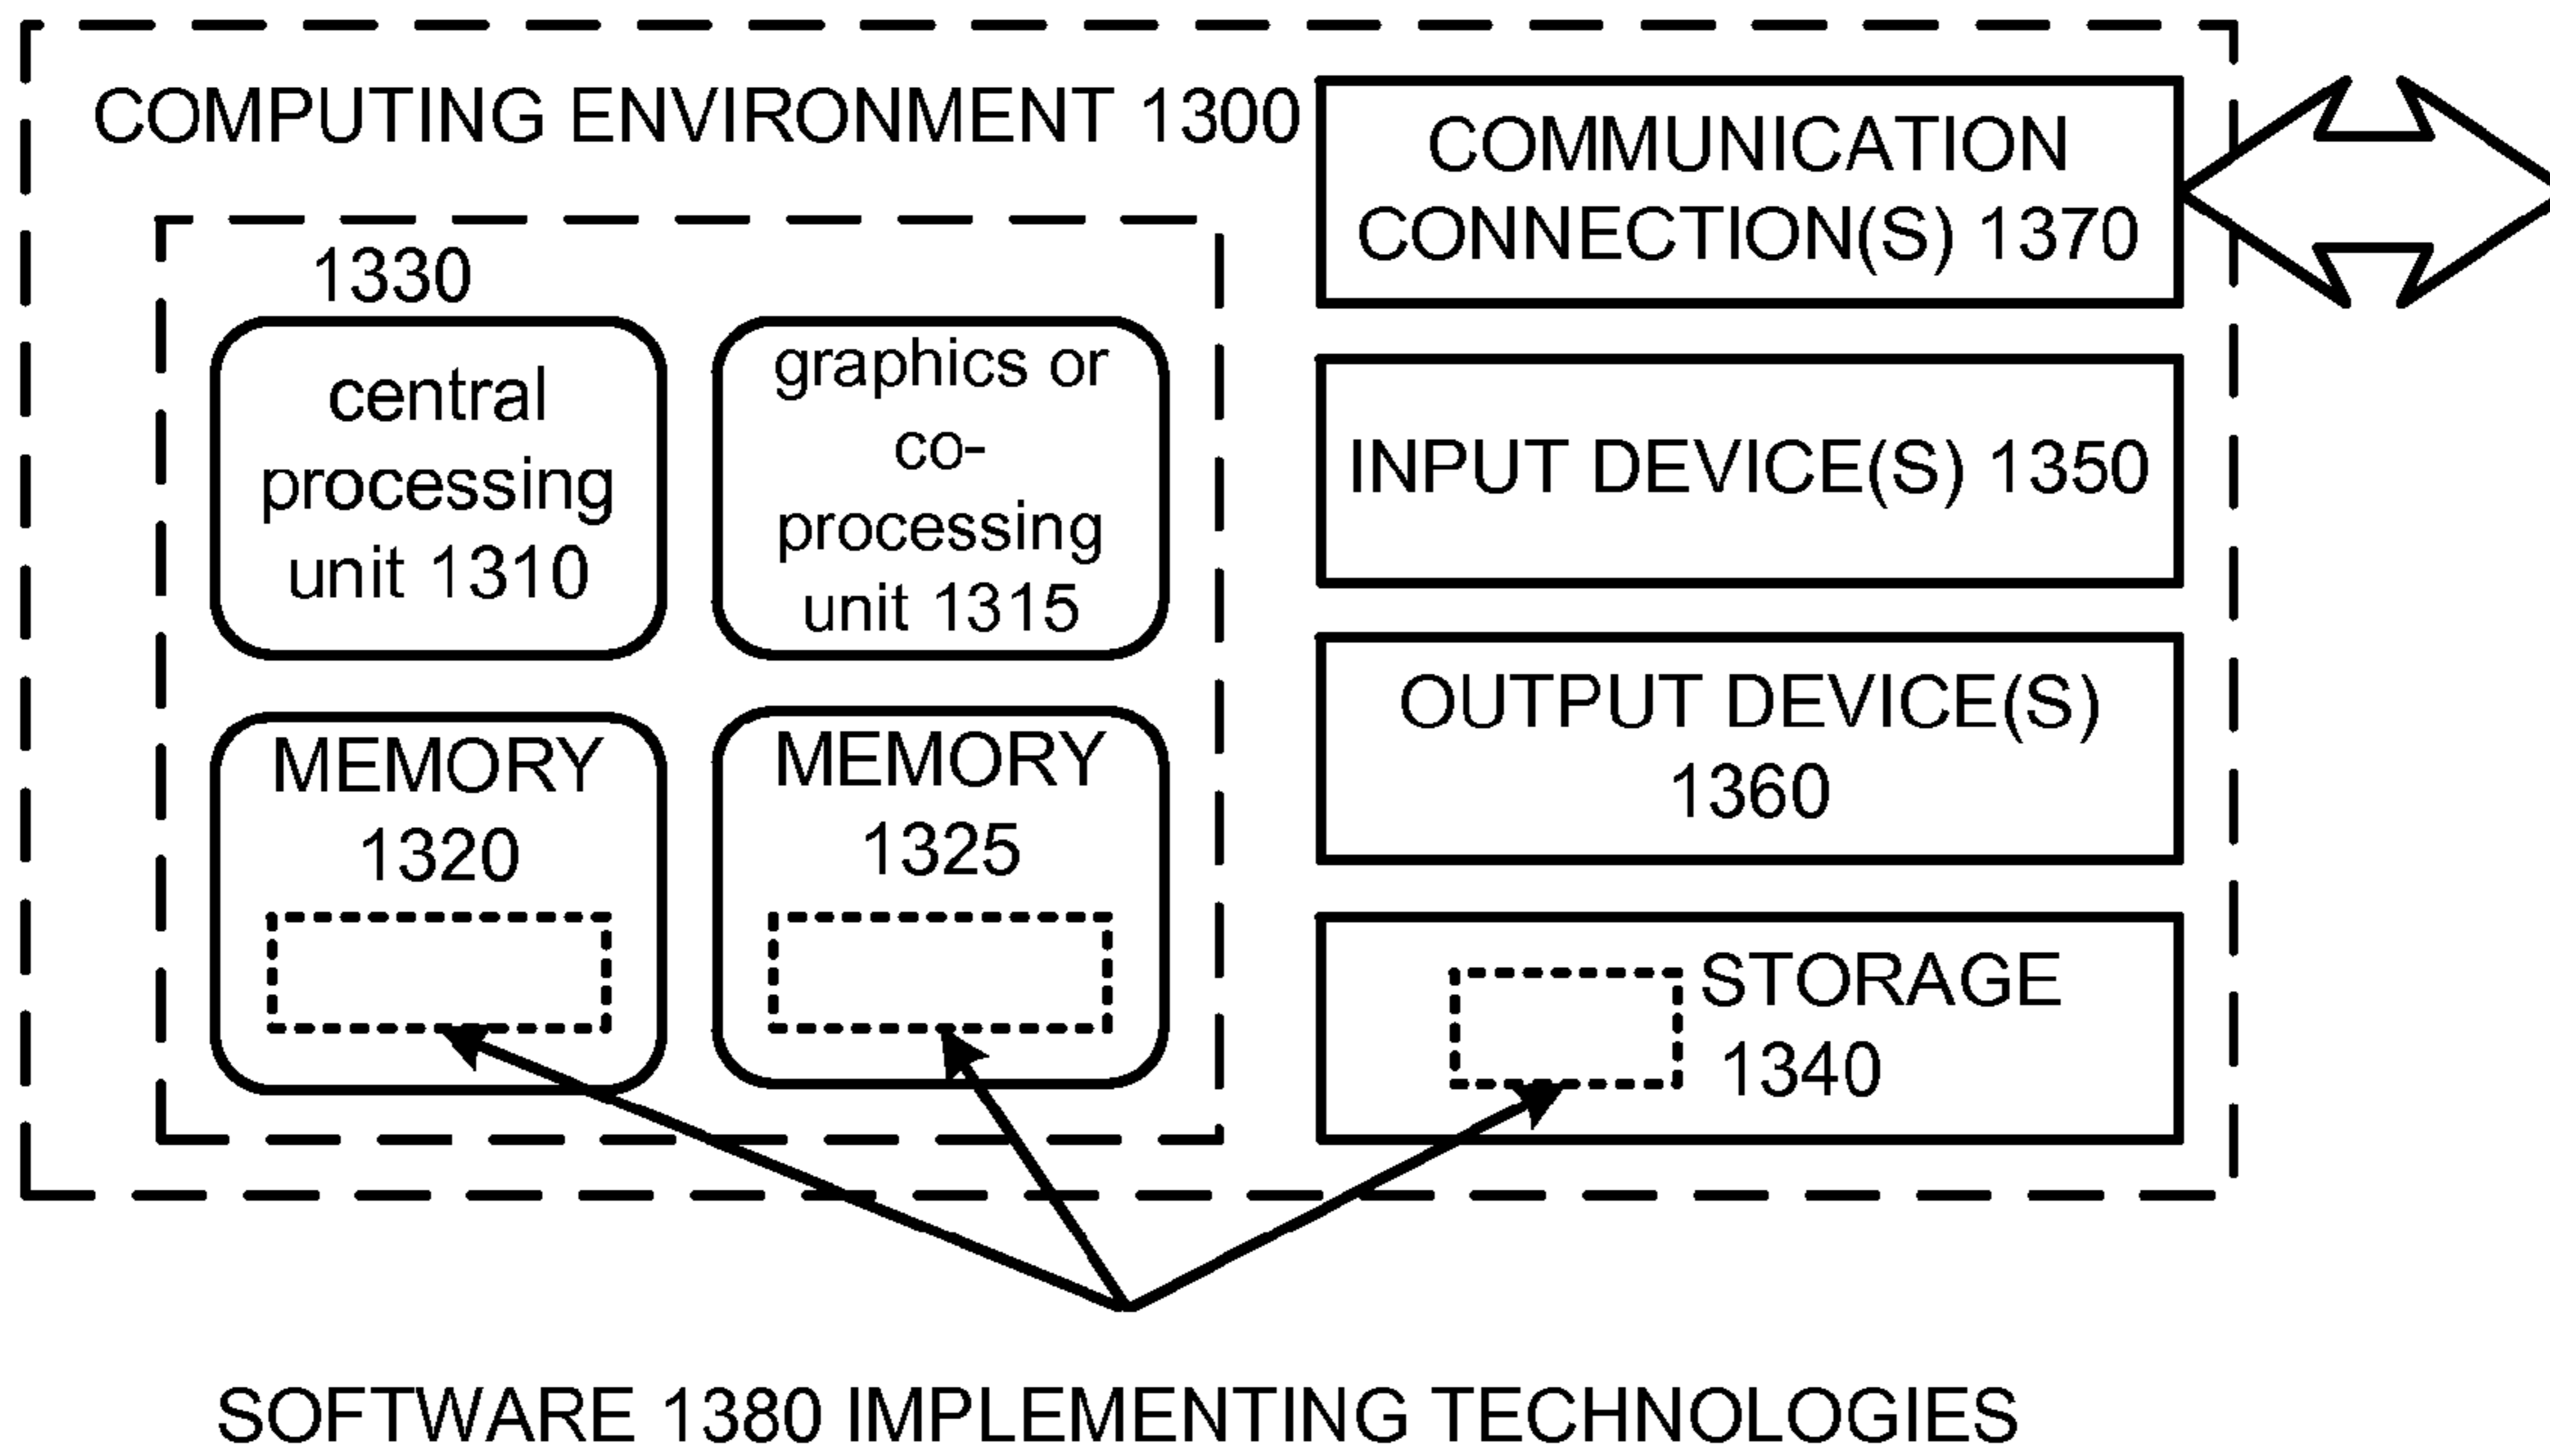 COMPUTING ENVIRONMENT 1300
1330
central
processing
unit 1310
graphics or
co-
processing
unit 1315
MEMORY
1320
MEMORY
1325
COMMUNICATION
CONNECTION(S) 1370
INPUT DEVICE(S) 1350
OUTPUT DEVICE(S)
1360
STORAGE
1340
SOFTWARE 1380 IMPLEMENTING TECHNOLOGIES